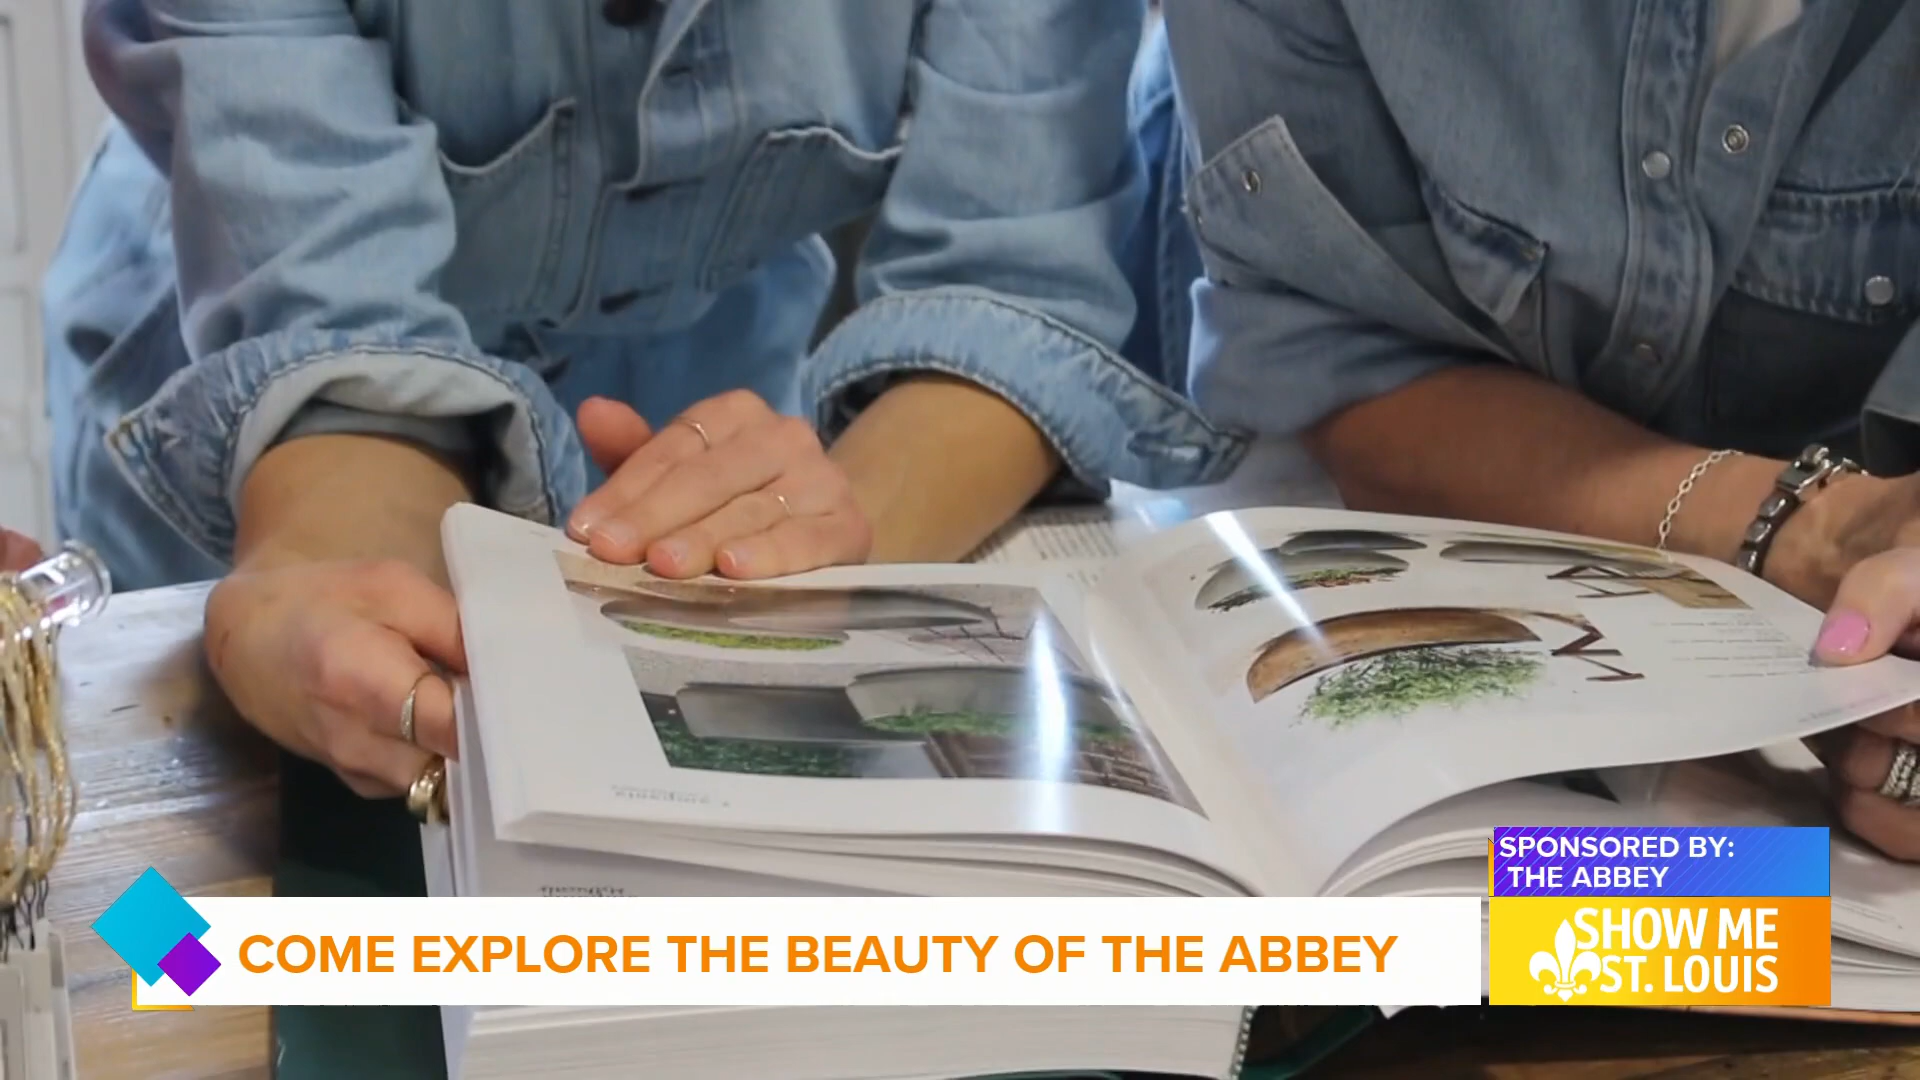 SPONSORED BY:
THE ABBEY
COME EXPLORE THE BEAUTY OF THE ABBEY
SHOW ME
ST. LOUIS